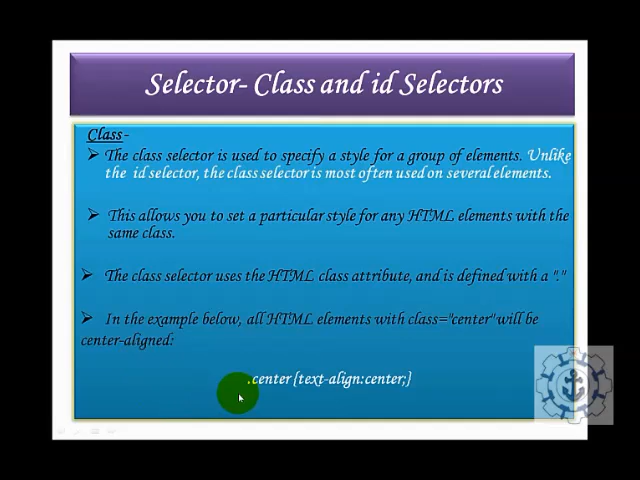 Selector- Class and id Selectors
Class-
The class selector is used to specify a style for a group of elements. Unlike
the id selector, the class selector is most often used on several elements.
This allows you to set a particular style for any HTML elements with the
same class.
The class selector uses the HTML class attribute, and is defined with a "."
In the example below, all HTML elements with class="center" will be
center-aligned:
.center {text-align:center;}